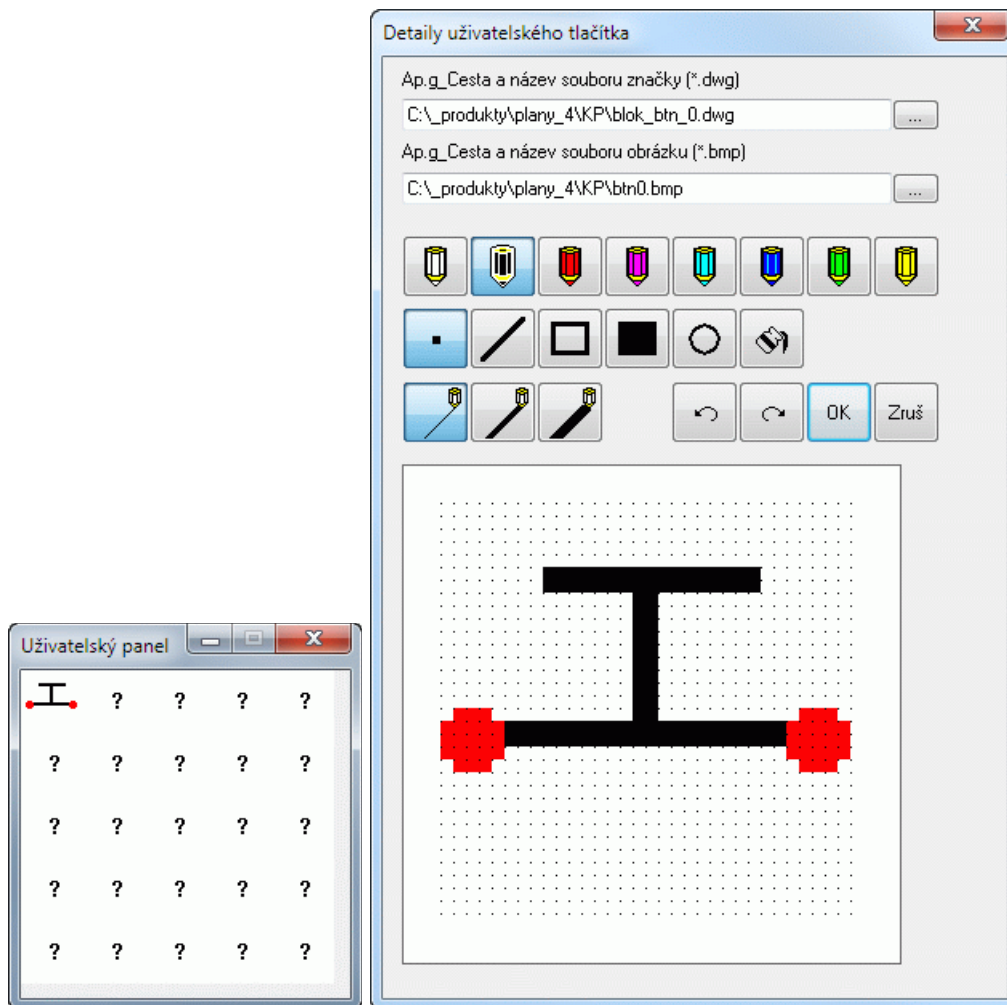 Detaily uživatelského tlačítka
Ap.g_Cesta a název souboru značky (*.dwg)
C:\_produkty\plany_4\KP\blok_btn_0.dwg
...
Ap.g_Cesta a název souboru obrázku (*.bmp)
C:\_produkty\plany_4\KP\btn0.bmp
...
OK
Zruš
Uživatelský panel
? ? ? ?
? ? ? ? ?
? ? ? ? ?
? ? ? ? ?
? ? ? ? ?